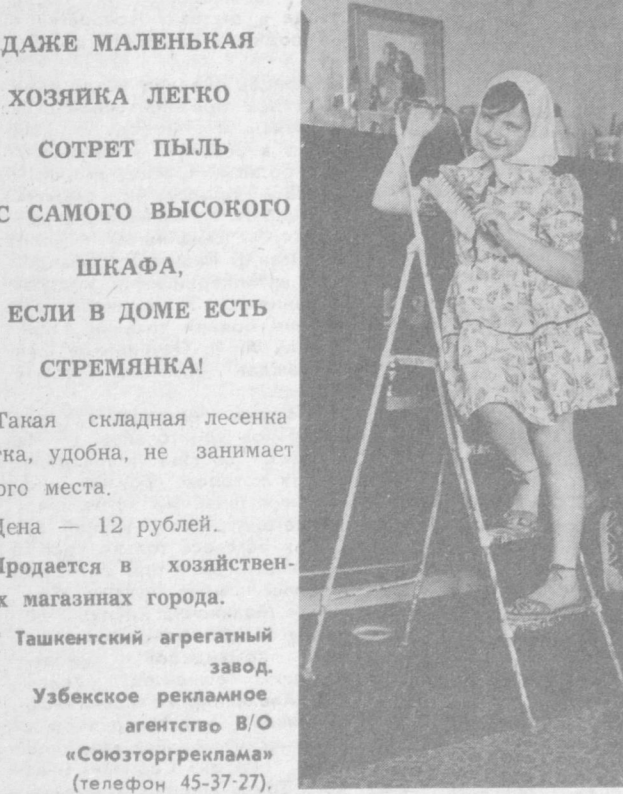 ДАЖЕ МАЛЕНЬКАЯ
ХОЗЯЙКА ЛЕГКО
СОТРЕТ ПЫЛЬ
С САМОГО ВЫСОКОГО
ШКАФА,
ЕСЛИ В ДОМЕ ЕСТЬ
СТРЕМЯНКА!
Такая складная лесенка
удобна, не занимает
места.
Цена — 12 рублей.
Продается в хозяйствен-
х магазинах города.
Ташкентский агрегатный
завод.
Узбекское рекламное
агентство В/О
«Союзторгреклама»
(телефон 45-37-27).